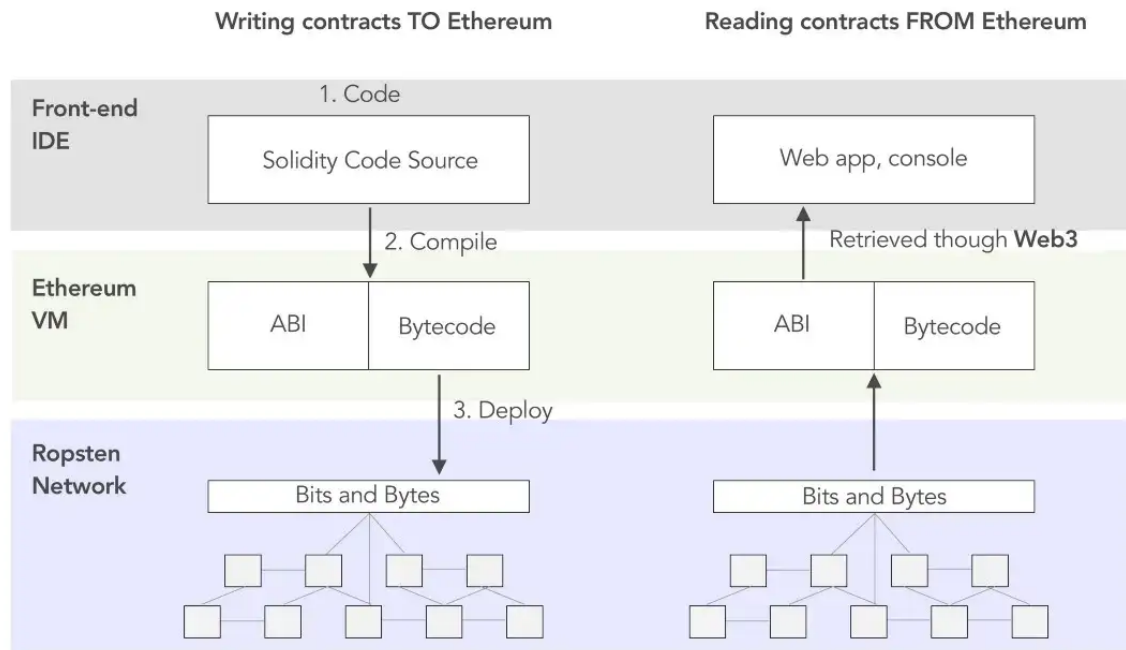 Writing contracts TO Ethereum
Reading contracts FROM Ethereum
Front-end
IDE
1. Code
Solidity Code Source
Web app, console
2. Compile
Retrieved though Web3
Ethereum
VM
ABI
Bytecode
ABI
Bytecode
3. Deploy
Ropsten
Network
Bits and Bytes
Bits and Bytes